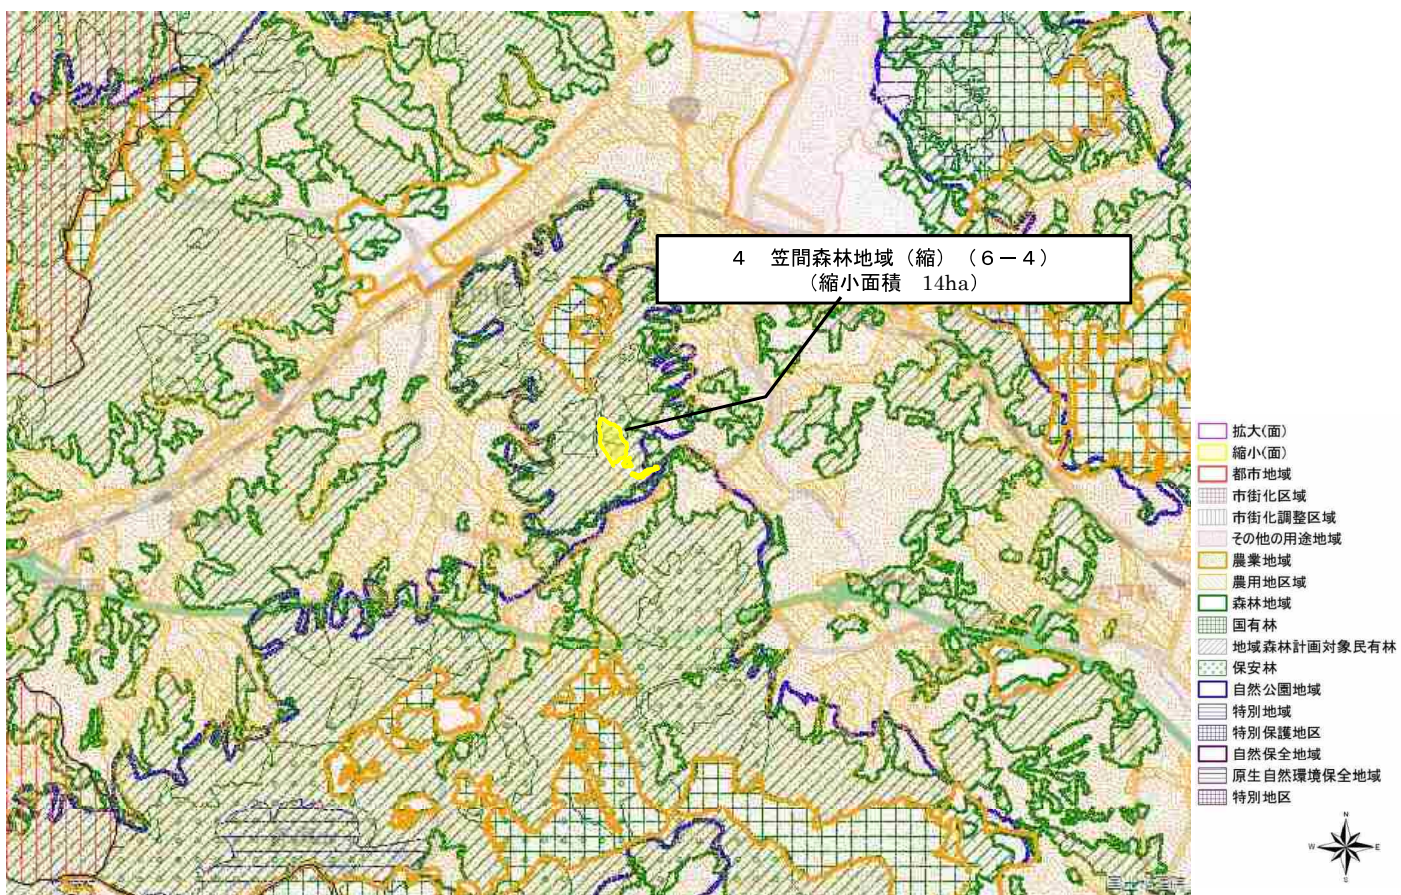 4 笠間森林地域（縮）（6－4）
（縮小面積 14ha）
拡大(面)
縮小(面)
都市地域
市街化区域
市街化調整区域
その他の用途地域
農業地域
農用地区域
森林地域
国有林
地域森林計画対象民有林
保安林
自然公園地域
特別地域
特別保護地区
自然保全地域
原生自然環境保全地域
特別地区
N
W
E
S